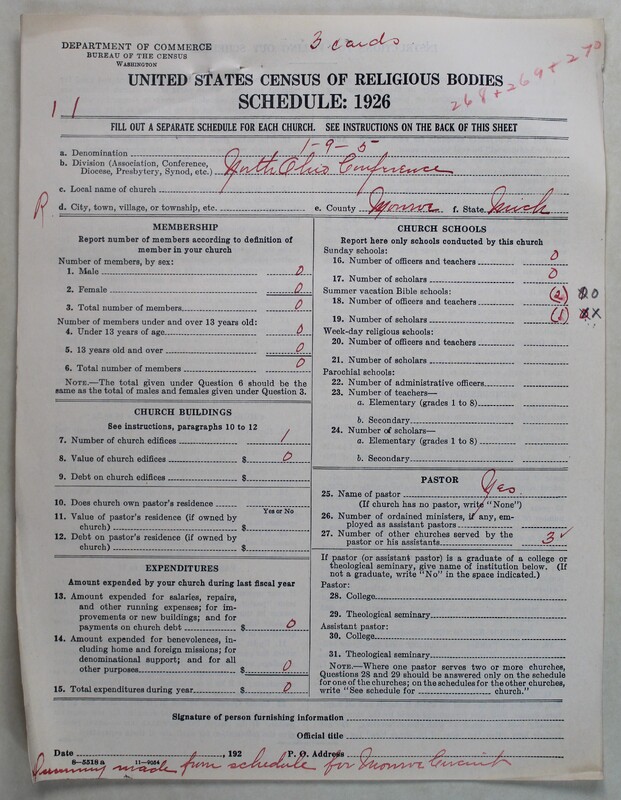 3 cards
DEPARTMENT OF COMMERCE
BUREAU OF THE CENSUS
WASHINGTON
268 + 269 + 270
UNITED STATES CENSUS OF RELIGIOUS BODIES
11
SCHEDULE: 1926
FILL OUT A SEPARATE SCHEDULE FOR EACH CHURCH. SEE INSTRUCTIONS ON THE BACK OF THIS SHEET
a. Denomination 1-9-5
b. Division (Association, Conference, Diocese, Presbytery, Synod, etc.) North Ohio Conference
c. Local name of church
R
d. City, town, village, or township, etc. e. County Monroe f. State Mich
MEMBERSHIP
Report number of members according to definition of member in your church
Number of members, by sex:
1. Male 0
2. Female 0
3. Total number of members 0
Number of members under and over 13 years old:
4. Under 13 years of age 0
5. 13 years old and over 0
6. Total number of members 0
NOTE.—The total given under Question 6 should be the same as the total of males and females given under Question 3.
CHURCH BUILDINGS
See instructions, paragraphs 10 to 12
7. Number of church edifices 1
8. Value of church edifices $ 0
9. Debt on church edifices $
10. Does church own pastor's residence
Yes or No
11. Value of pastor's residence (if owned by church) $
12. Debt on pastor's residence (if owned by church) $
EXPENDITURES
Amount expended by your church during last fiscal year
13. Amount expended for salaries, repairs, and other running expenses; for improvements or new buildings; and for payments on church debt $ 0
14. Amount expended for benevolences, including home and foreign missions; for denominational support; and for all other purposes $ 0
15. Total expenditures during year $ 0
CHURCH SCHOOLS
Report here only schools conducted by this church
Sunday schools:
16. Number of officers and teachers 0
17. Number of scholars 0
Summer vacation Bible schools:
18. Number of officers and teachers (2) 0
19. Number of scholars (1) X
Week-day religious schools:
20. Number of officers and teachers
21. Number of scholars
Parochial schools:
22. Number of administrative officers
23. Number of teachers—
a. Elementary (grades 1 to 8)
b. Secondary
24. Number of scholars—
a. Elementary (grades 1 to 8)
b. Secondary
PASTOR
25. Name of pastor Yes
(If church has no pastor, write "None")
26. Number of ordained ministers, if any, employed as assistant pastors
27. Number of other churches served by the pastor or his assistants 3
If pastor (or assistant pastor) is a graduate of a college or theological seminary, give name of institution below. (If not a graduate, write "No" in the space indicated.)
Pastor:
28. College
29. Theological seminary
Assistant pastor:
30. College
31. Theological seminary
NOTE.—Where one pastor serves two or more churches, Questions 28 and 29 should be answered only on the schedule for one of the churches; on the schedules for the other churches, write "See schedule for church."
Signature of person furnishing information
Official title
Date , 192 P. O. Address
8—5518 a 11—9054
made from schedule for Monroe Circuit